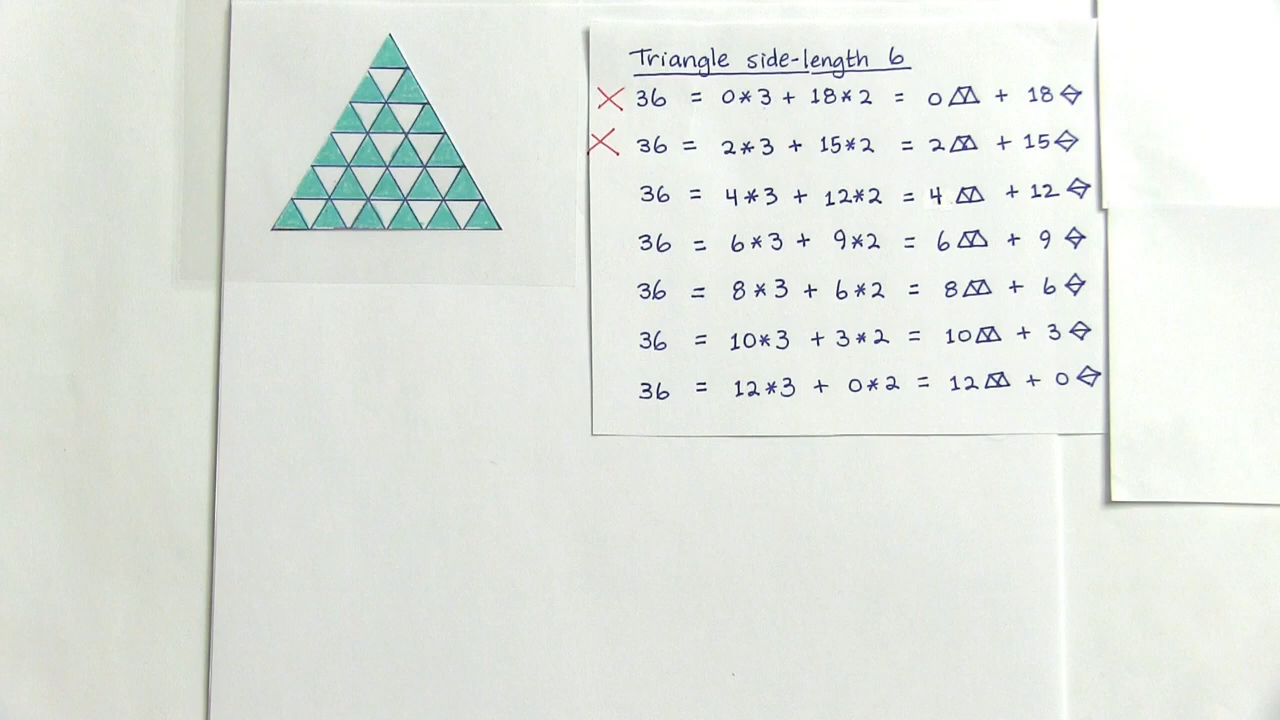 Triangle side-length 6
✗ 36 = 0*3 + 18*2 = 0 + 18
✗ 36 = 2*3 + 15*2 = 2 + 15
36 = 4*3 + 12*2 = 4 + 12
36 = 6*3 + 9*2 = 6 + 9
36 = 8*3 + 6*2 = 8 + 6
36 = 10*3 + 3*2 = 10 + 3
36 = 12*3 + 0*2 = 12 + 0